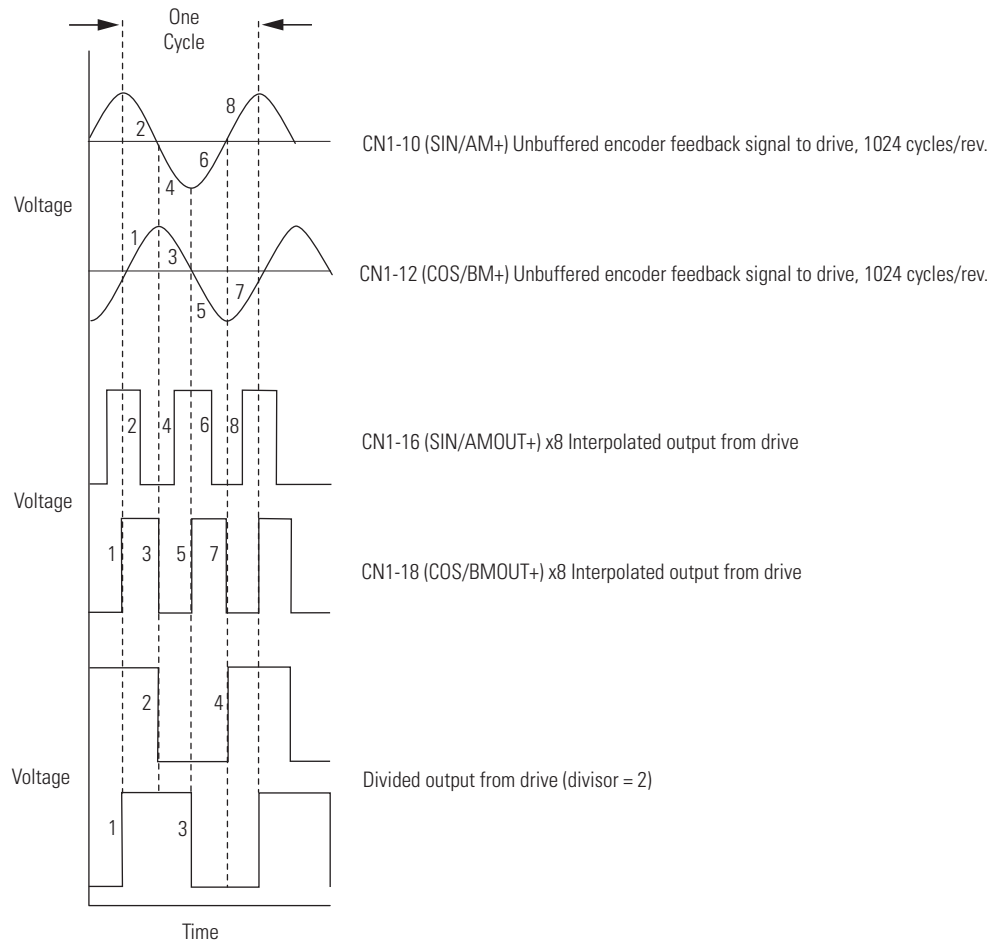 One
Cycle
8
2
6
4
CN1-10 (SIN/AM+) Unbuffered encoder feedback signal to drive, 1024 cycles/rev.
Voltage
1
3
7
5
CN1-12 (COS/BM+) Unbuffered encoder feedback signal to drive, 1024 cycles/rev.
2 4 6 8
CN1-16 (SIN/AMOUT+) x8 Interpolated output from drive
Voltage
1 3 5 7
CN1-18 (COS/BMOUT+) x8 Interpolated output from drive
2 4
Voltage
Divided output from drive (divisor = 2)
1 3
Time